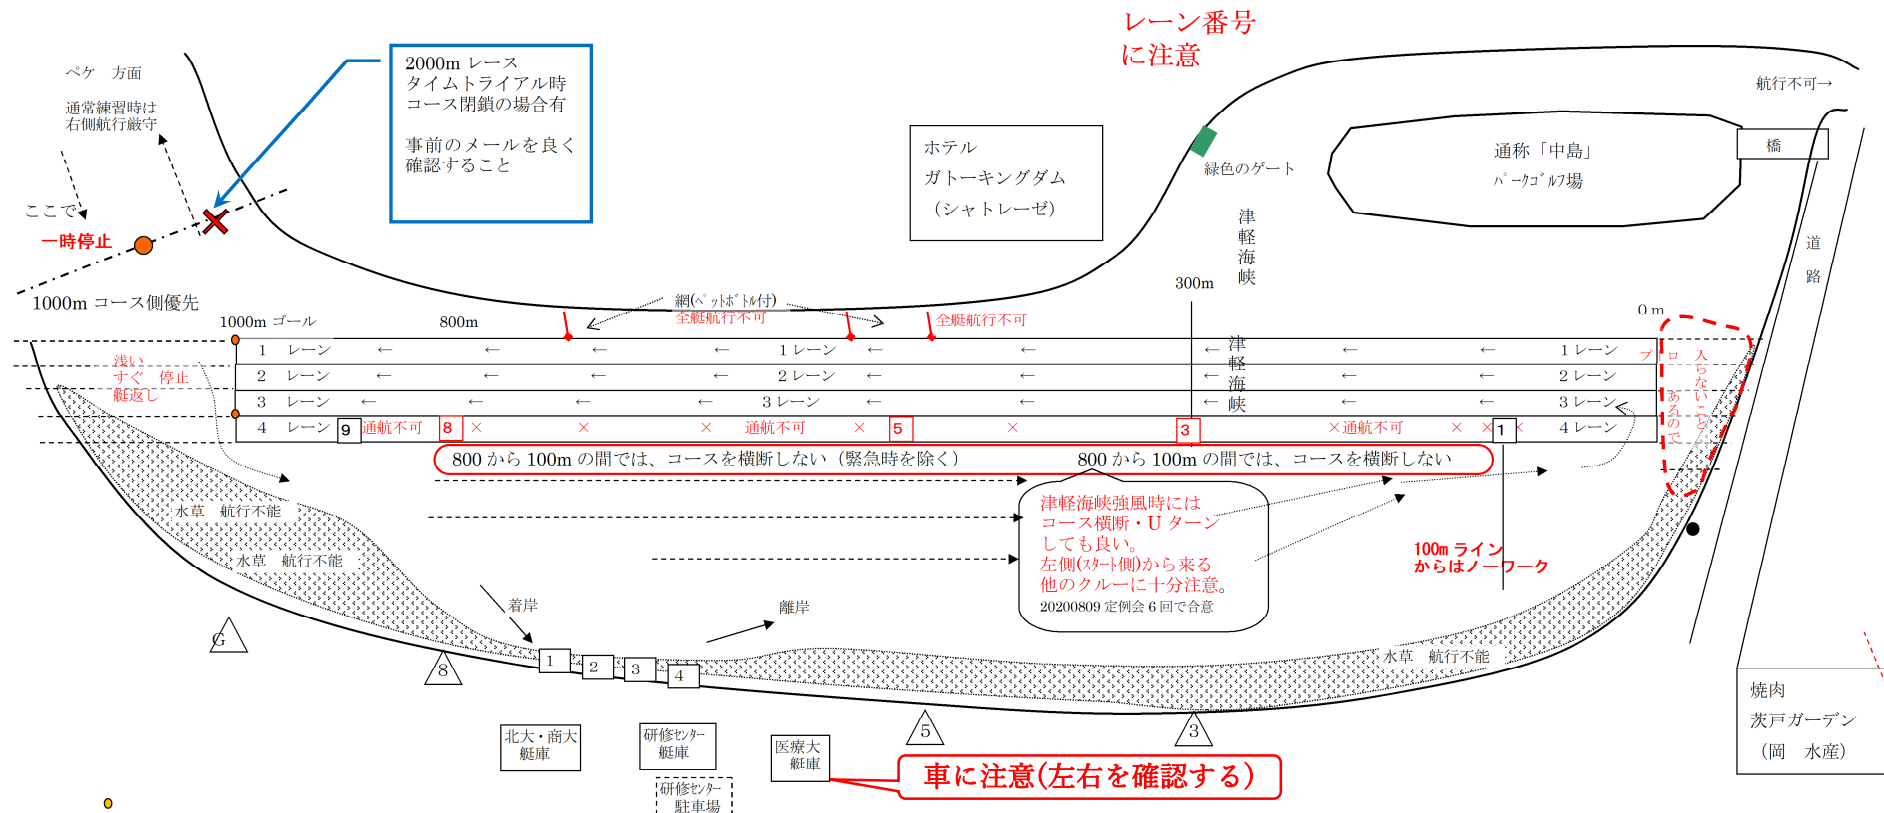 レーン番号
に注意
ペケ　方面
通常練習時は
右側航行厳守
2000m レース
タイムトライアル時
コース閉鎖の場合有
事前のメールを良く
確認すること
航行不可→
ホテル
ガトーキングダム
（シャトレーゼ）
緑色のゲート
通称「中島」
ﾊﾟｰｸｺﾞﾙﾌ場
橋
ここで
一時停止
津軽海峡
道路
1000m コース側優先
300m
網(ﾍﾟｯﾄﾎﾞﾄﾙ付)
全艇航行不可
全艇航行不可
1000m ゴール
800m
0 m
1 レーン ← ← ← ← 1 レーン ← ← ← ← ← 1 レーン
2 レーン ← ← ← ← 2 レーン ← ← ← ← ← 2 レーン
3 レーン ← ← ← ← 3 レーン ← ← ← ← ← 3 レーン
4 レーン 9 通航不可 8 × × × 通航不可 × 5 × 3 × 通航不可 × × 1 × 4 レーン
津軽海峡
浅い
すぐ　停止
艇返し
ブロ
あるので
入らないこと
800 から 100m の間では、コースを横断しない（緊急時を除く）
800 から 100m の間では、コースを横断しない
津軽海峡強風時には
コース横断・U ターン
しても良い。
左側(ｽﾀｰﾄ側)から来る
他のクルーに十分注意。
20200809 定例会 6 回で合意
100m ライン
からはノーワーク
水草　航行不能
水草　航行不能
着岸
離岸
水草　航行不能
G
8
1
2
3
4
5
3
北大・商大
艇庫
研修ｾﾝﾀｰ
艇庫
医療大
艇庫
研修ｾﾝﾀｰ
駐車場
車に注意(左右を確認する)
焼肉
茨戸ガーデン
（岡　水産）